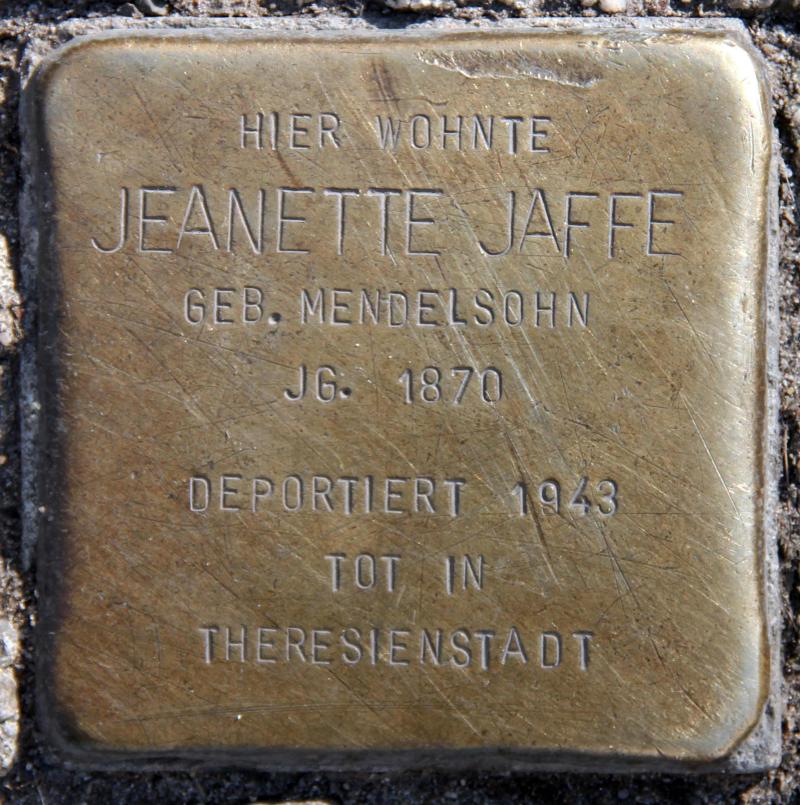 HIER WOHNTE
JEANETTE JAFFE
GEB. MENDELSOHN
JG. 1870
DEPORTIERT 1943
TOT IN
THERESIENSTADT